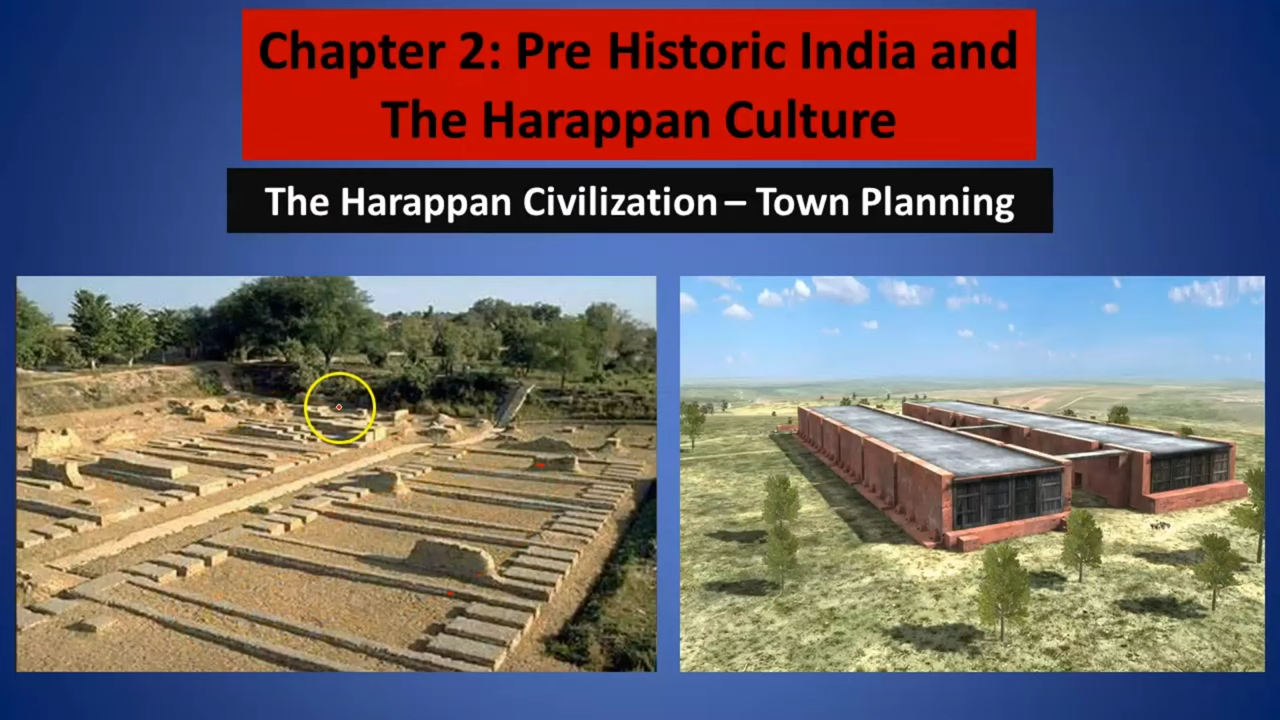 Chapter 2: Pre Historic India and
The Harappan Culture
The Harappan Civilization – Town Planning